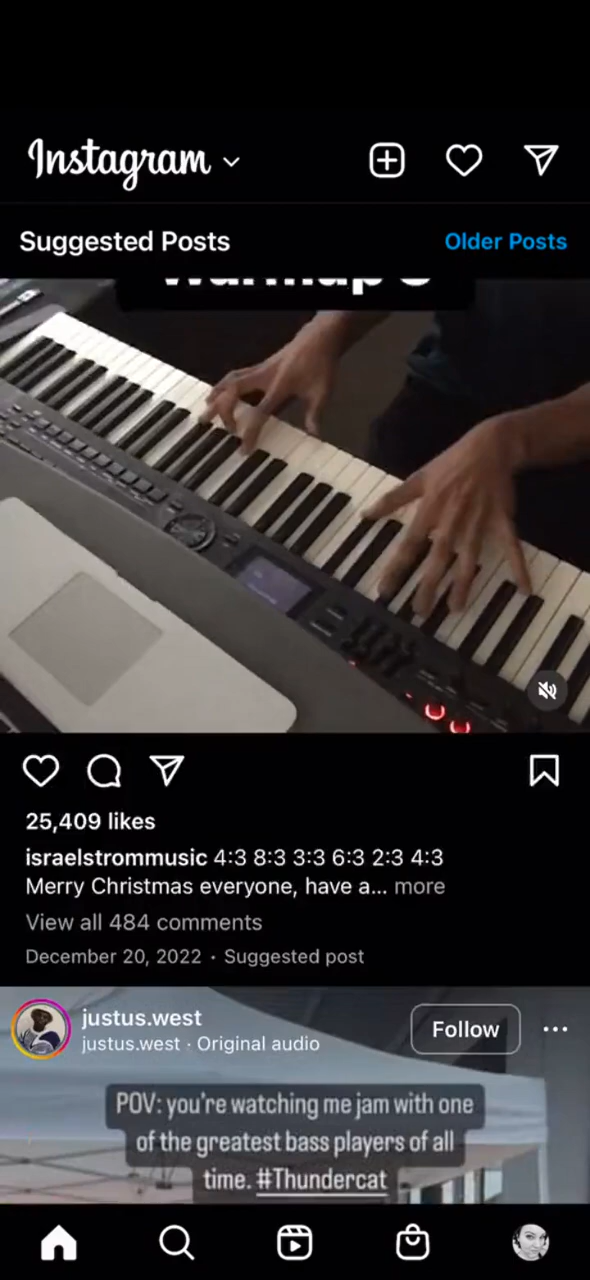 Instagram
Suggested Posts
Older Posts
Warmup
25,409 likes
israelstrommusic 4:3 8:3 3:3 6:3 2:3 4:3
Merry Christmas everyone, have a... more
View all 484 comments
December 20, 2022 · Suggested post
justus.west
justus.west · Original audio
Follow
POV: you're watching me jam with one
of the greatest bass players of all
time. #Thundercat